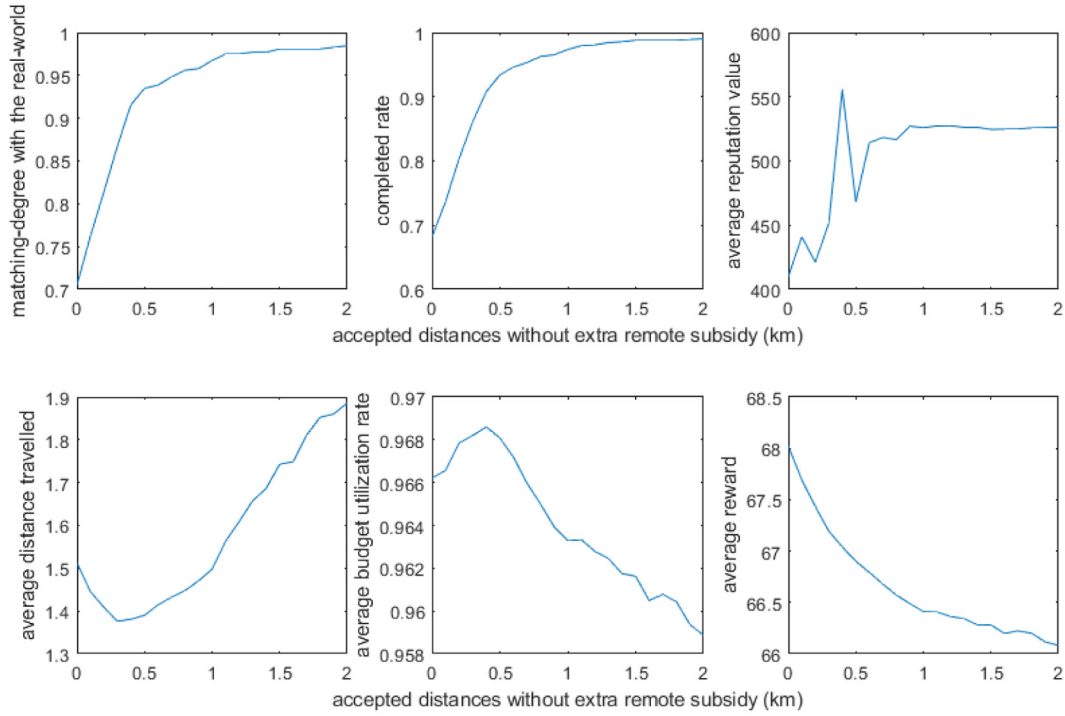 matching-degree with the real-world
1
0.95
0.9
0.85
0.8
0.75
0.7
0 0.5 1 1.5 2
completed rate
1
0.9
0.8
0.7
0.6
0 0.5 1 1.5 2
average reputation value
600
550
500
450
400
0 0.5 1 1.5 2
accepted distances without extra remote subsidy (km)
average distance travelled
1.9
1.8
1.7
1.6
1.5
1.4
1.3
0 0.5 1 1.5 2
average budget utilization rate
0.97
0.968
0.966
0.964
0.962
0.96
0.958
0 0.5 1 1.5 2
average reward
68.5
68
67.5
67
66.5
66
0 0.5 1 1.5 2
accepted distances without extra remote subsidy (km)